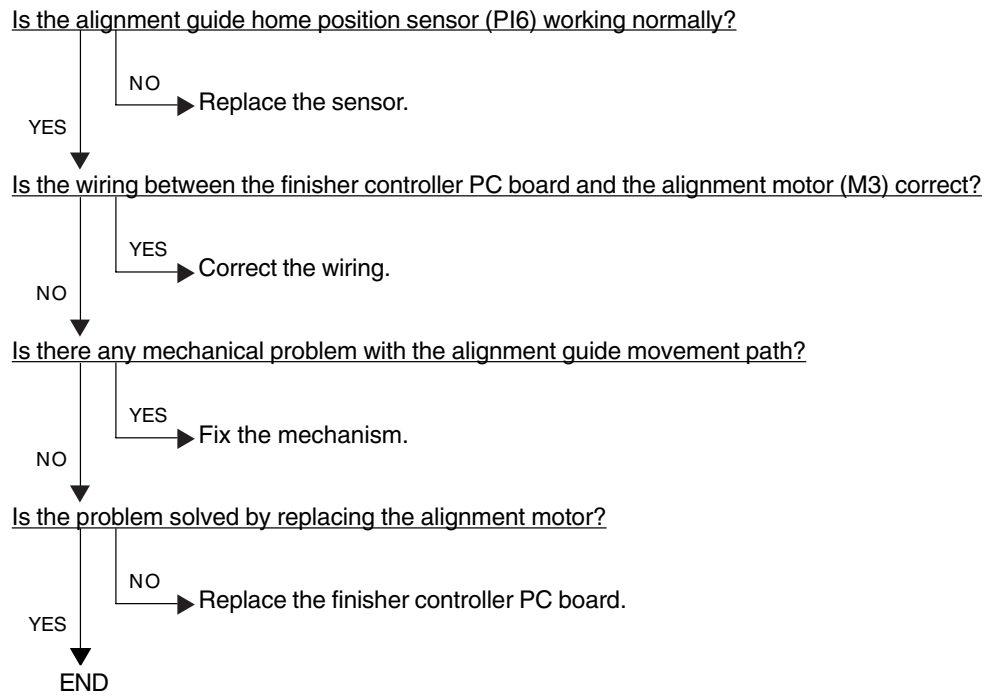 Is the alignment guide home position sensor (PI6) working normally?
NO
Replace the sensor.
YES
Is the wiring between the finisher controller PC board and the alignment motor (M3) correct?
YES
Correct the wiring.
NO
Is there any mechanical problem with the alignment guide movement path?
YES
Fix the mechanism.
NO
Is the problem solved by replacing the alignment motor?
NO
Replace the finisher controller PC board.
YES
END